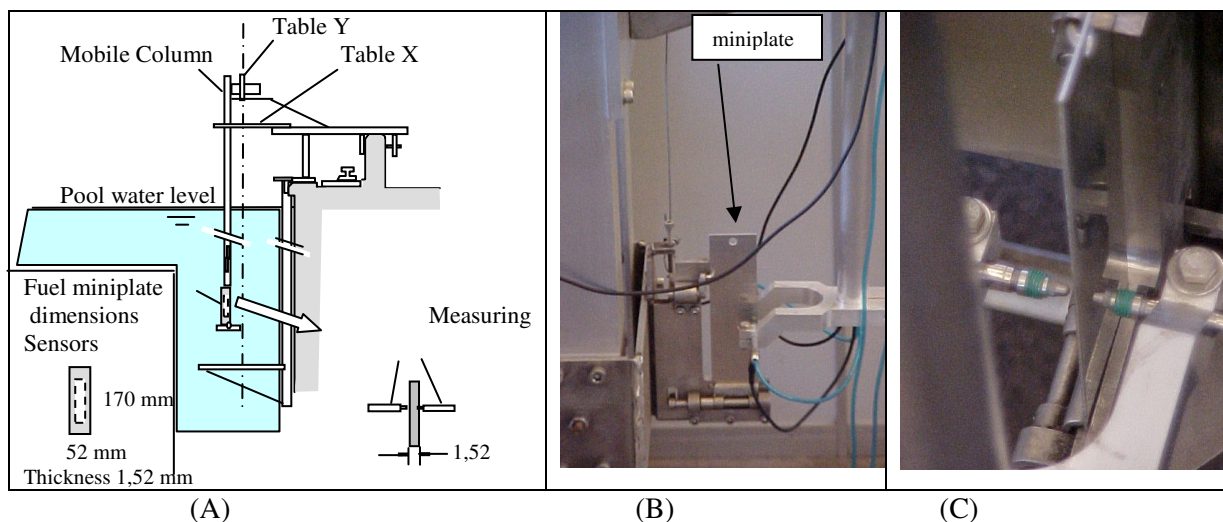 Table Y
Mobile Column
Table X
Pool water level
Fuel miniplate
dimensions
Sensors
Measuring
170 mm
52 mm
1,52
Thickness 1,52 mm
miniplate
(A)
(B)
(C)